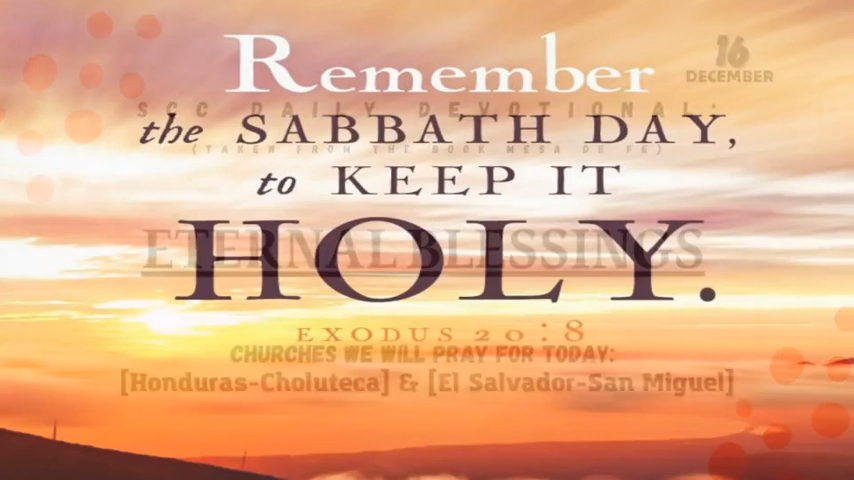 Remember
16
DECEMBER
SCC DAILY DEVOTIONAL:
the SABBATH DAY,
(TAKEN FROM THE BOOK MESA DE FE)
to KEEP IT
ETERNAL BLESSINGS
HOLY.
EXODUS 20:8
CHURCHES WE WILL PRAY FOR TODAY:
[Honduras-Choluteca] & [El Salvador-San Miguel]